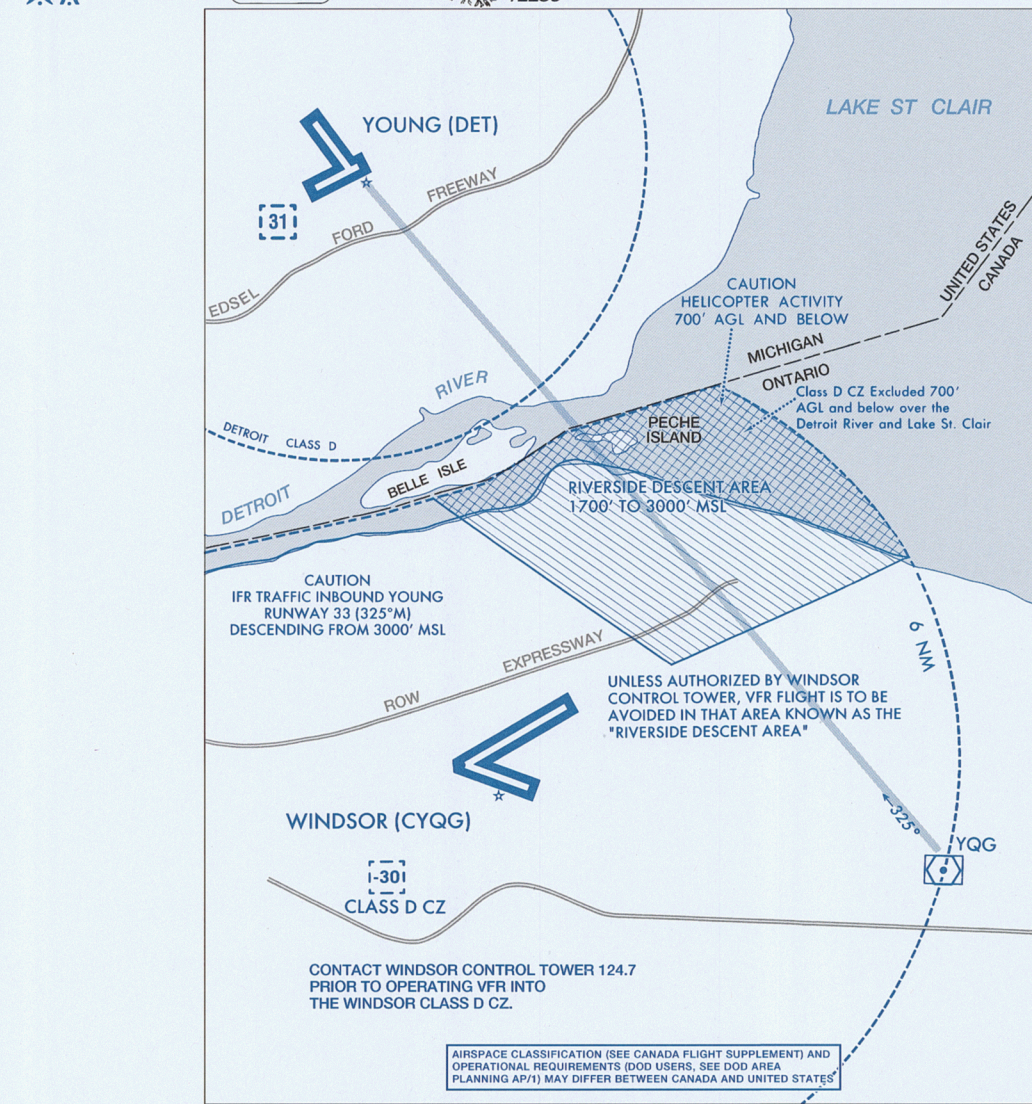 LAKE ST CLAIR
YOUNG (DET)
31
EDSEL FORD FREEWAY
UNITED STATES
CANADA
CAUTION
HELICOPTER ACTIVITY
700' AGL AND BELOW
MICHIGAN
ONTARIO
Class D CZ Excluded 700'
AGL and below over the
Detroit River and Lake St. Clair
DETROIT RIVER
DETROIT CLASS D
PECHE
ISLAND
BELLE ISLE
RIVERSIDE DESCENT AREA
1700' TO 3000' MSL
CAUTION
IFR TRAFFIC INBOUND YOUNG
RUNWAY 33 (325°M)
DESCENDING FROM 3000' MSL
6 NM
ROW EXPRESSWAY
UNLESS AUTHORIZED BY WINDSOR
CONTROL TOWER, VFR FLIGHT IS TO BE
AVOIDED IN THAT AREA KNOWN AS THE
"RIVERSIDE DESCENT AREA"
WINDSOR (CYQG)
325°
YQG
-30
CLASS D CZ
CONTACT WINDSOR CONTROL TOWER 124.7
PRIOR TO OPERATING VFR INTO
THE WINDSOR CLASS D CZ.
AIRSPACE CLASSIFICATION (SEE CANADA FLIGHT SUPPLEMENT) AND
OPERATIONAL REQUIREMENTS (DOD USERS, SEE DOD AREA
PLANNING AP/1) MAY DIFFER BETWEEN CANADA AND UNITED STATES